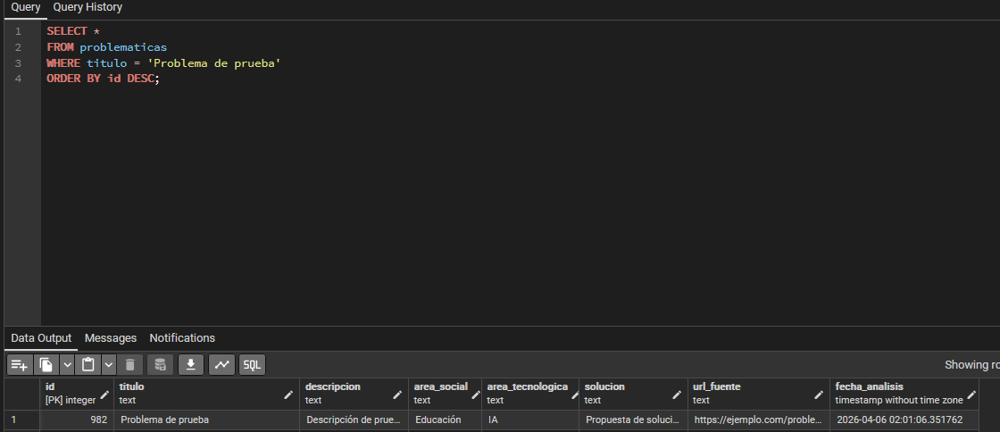 Query Query History
1 SELECT *
2 FROM problematicas
3 WHERE titulo = 'Problema de prueba'
4 ORDER BY id DESC;
Data Output Messages Notifications
SQL
Showing ro
id titulo descripcion area_social area_tecnologica solucion url_fuente fecha_analisis
[PK] integer text text text text text text timestamp without time zone
1 982 Problema de prueba Descripción de prue... Educación IA Propuesta de soluci... https://ejemplo.com/proble... 2026-04-06 02:01:06.351762